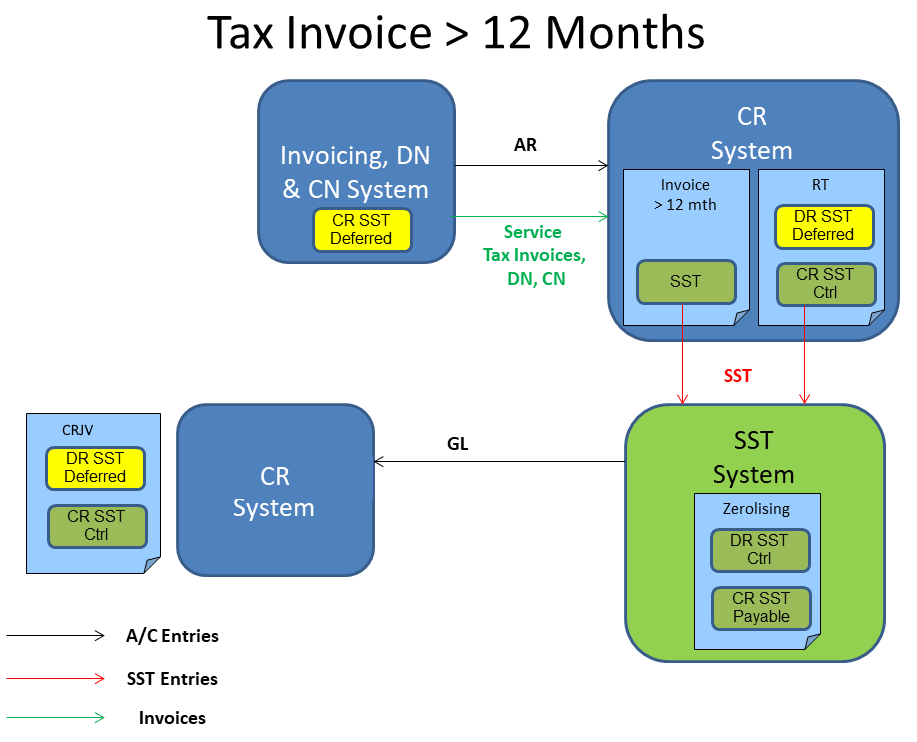 Tax Invoice > 12 Months
Invoicing, DN
& CN System
CR SST
Deferred
AR
Service
Tax Invoices,
DN, CN
CR
System
Invoice
> 12 mth
SST
RT
DR SST
Deferred
CR SST
Ctrl
SST
CRJV
DR SST
Deferred
CR SST
Ctrl
CR
System
GL
SST
System
Zerolising
DR SST
Ctrl
CR SST
Payable
A/C Entries
SST Entries
Invoices